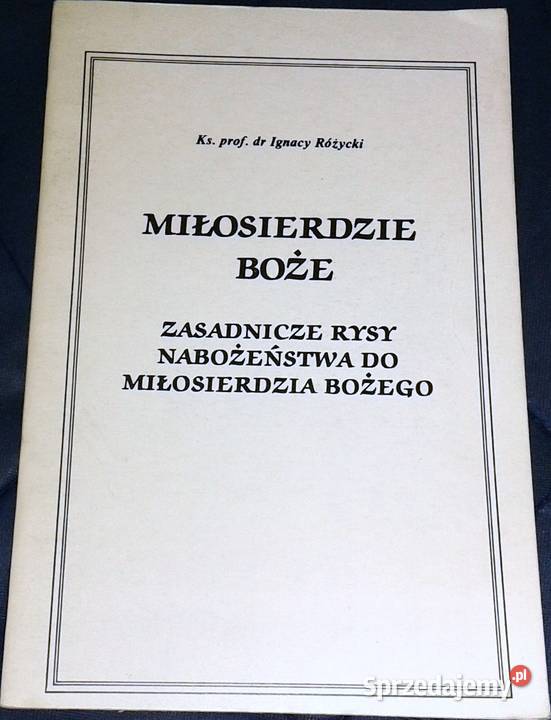 Ks. prof. dr Ignacy Różycki
MIŁOSIERDZIE
BOŻE
ZASADNICZE RYSY
NABOŻEŃSTWA DO
MIŁOSIERDZIA BOŻEGO
Sprzedajemy.pl